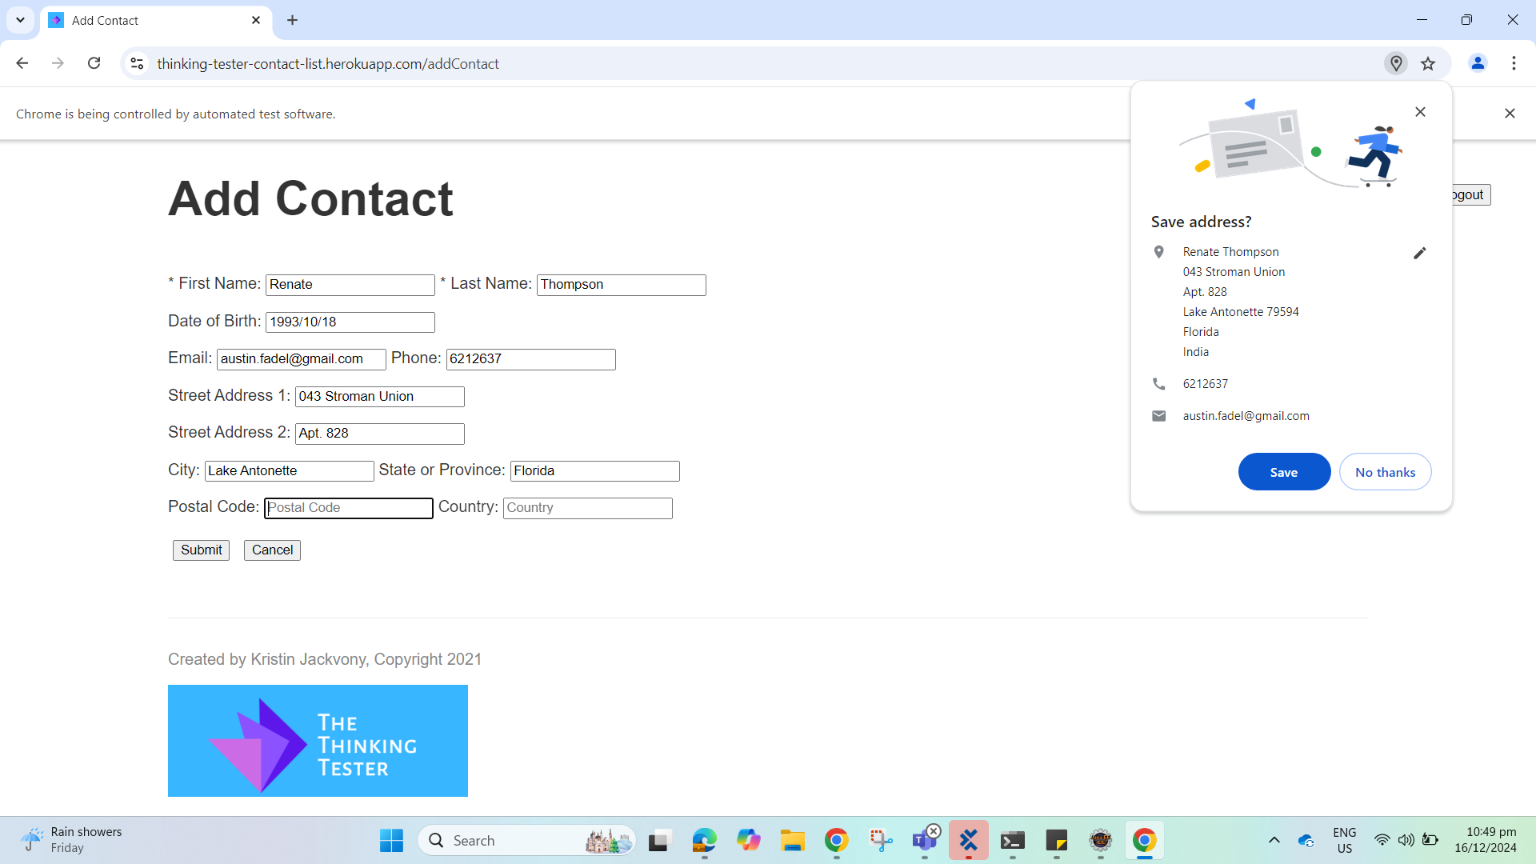 Add Contact
thinking-tester-contact-list.herokuapp.com/addContact
Chrome is being controlled by automated test software.
Add Contact
ogout
* First Name: Renate * Last Name: Thompson
Date of Birth: 1993/10/18
Email: austin.fadel@gmail.com Phone: 6212637
Street Address 1: 043 Stroman Union
Street Address 2: Apt. 828
City: Lake Antonette State or Province: Florida
Postal Code: Postal Code Country: Country
Submit Cancel
Created by Kristin Jackvony, Copyright 2021
THE
THINKING
TESTER
Save address?
Renate Thompson
043 Stroman Union
Apt. 828
Lake Antonette 79594
Florida
India
6212637
austin.fadel@gmail.com
Save No thanks
Rain showers
Friday
Search
ENG
US
10:49 pm
16/12/2024